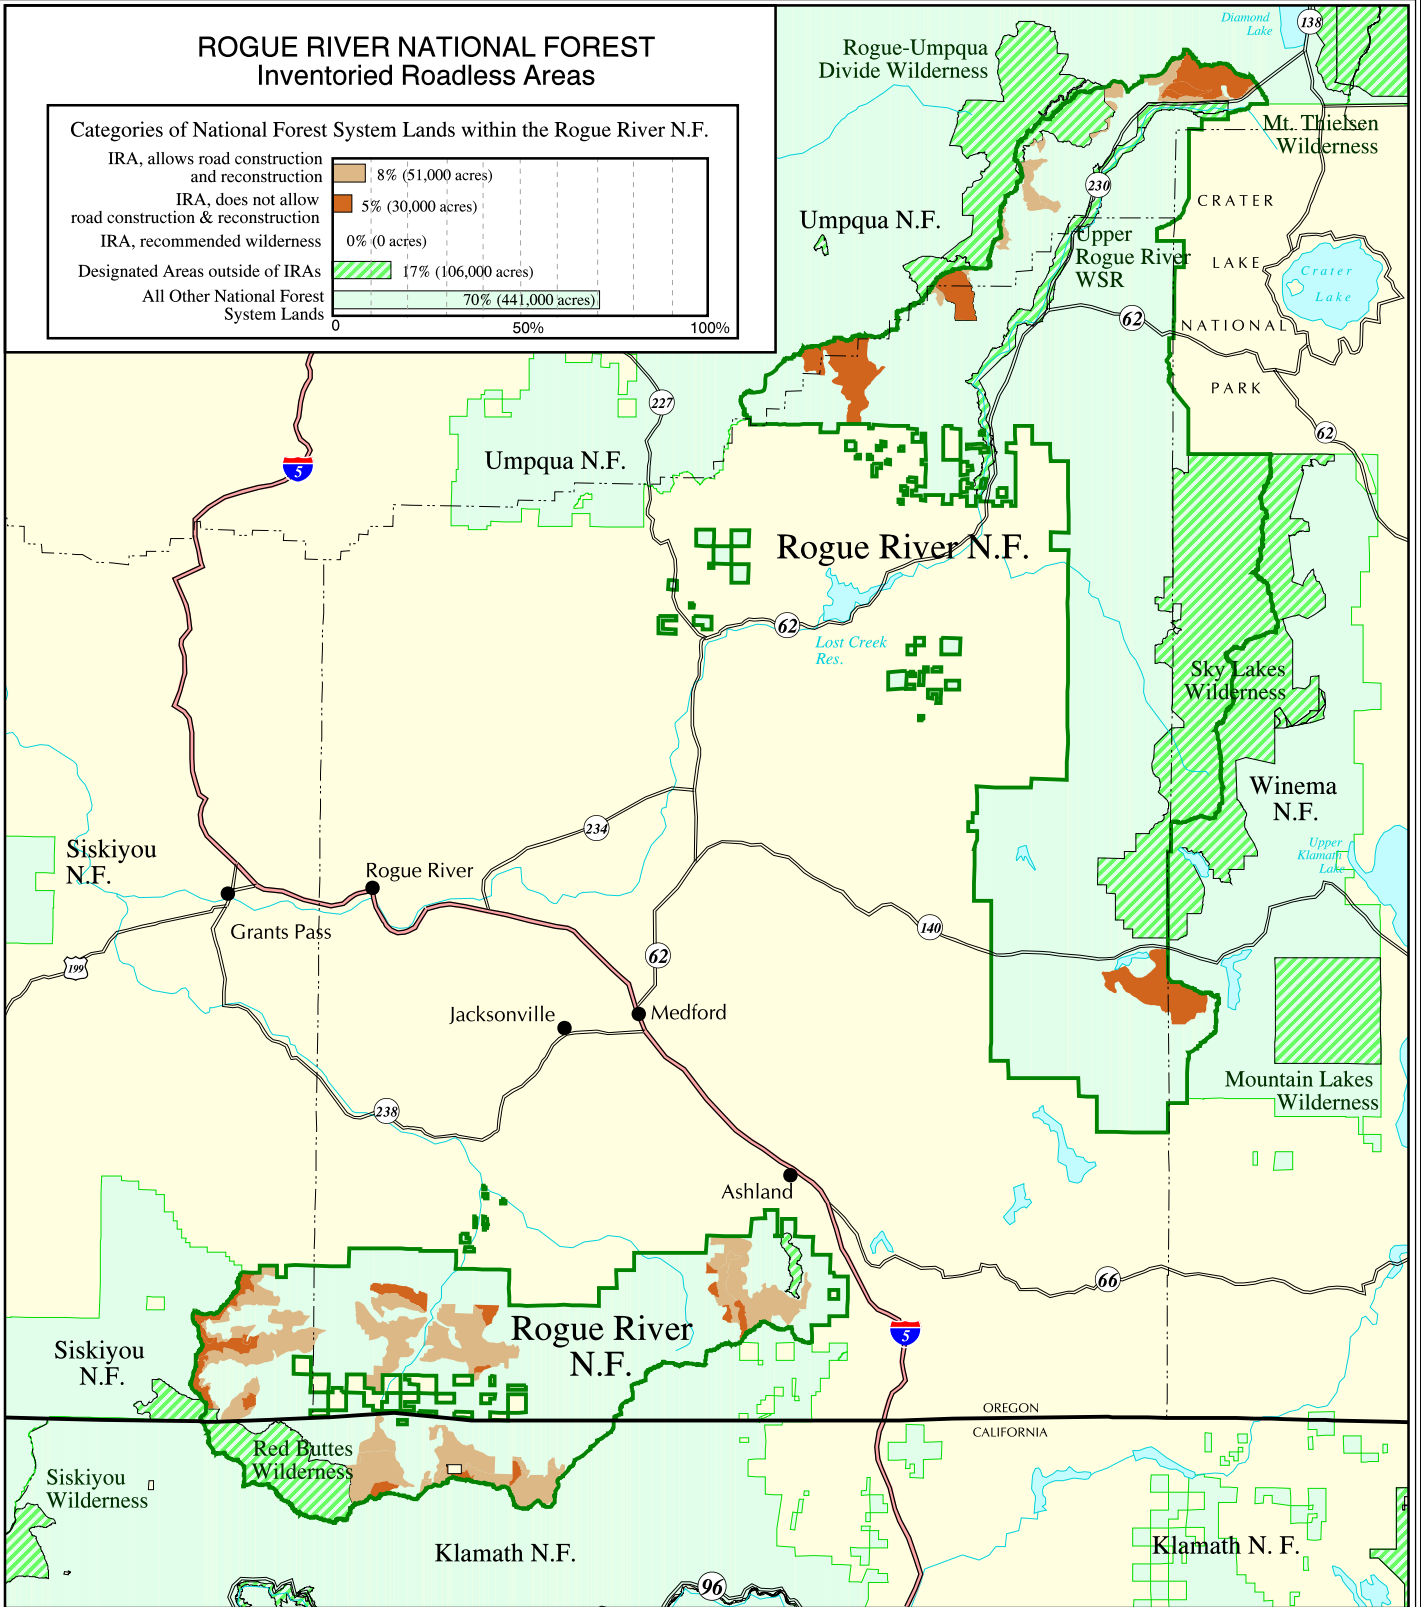 ROGUE RIVER NATIONAL FOREST
Inventoried Roadless Areas
Categories of National Forest System Lands within the Rogue River N.F.
IRA, allows road construction
and reconstruction
8% (51,000 acres)
IRA, does not allow
road construction & reconstruction
5% (30,000 acres)
IRA, recommended wilderness
0% (0 acres)
Designated Areas outside of IRAs
17% (106,000 acres)
All Other National Forest
System Lands
70% (441,000 acres)
0 50% 100%
Diamond
Lake
138
Rogue-Umpqua
Divide Wilderness
Mt. Thielsen
Wilderness
230
CRATER
Umpqua N.F.
Upper
Rogue River
WSR
LAKE
Crater
Lake
62
NATIONAL
PARK
227
62
Umpqua N.F.
5
Rogue River N.F.
62
Lost Creek
Res.
Sky Lakes
Wilderness
Winema
N.F.
234
Siskiyou
N.F.
Upper
Klamath
Lake
Rogue River
Grants Pass
140
62
199
Jacksonville
Medford
Mountain Lakes
Wilderness
238
Ashland
66
Rogue River
N.F.
5
Siskiyou
N.F.
OREGON
CALIFORNIA
Red Buttes
Wilderness
Siskiyou
Wilderness
Klamath N.F.
Klamath N. F.
96